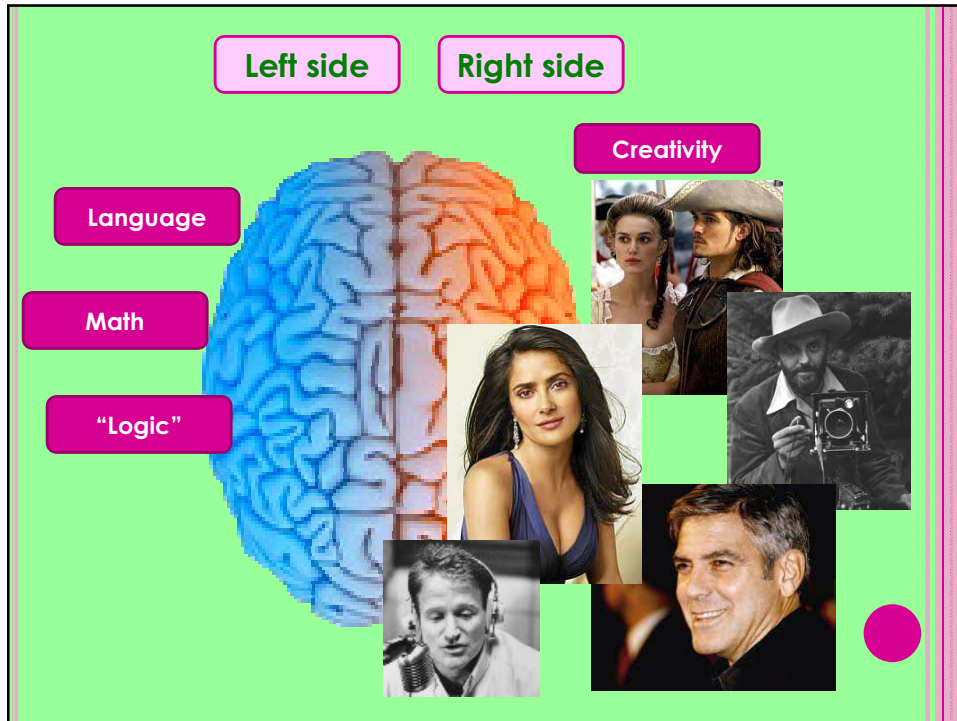 Left side
Right side
Creativity
Language
Math
“Logic”